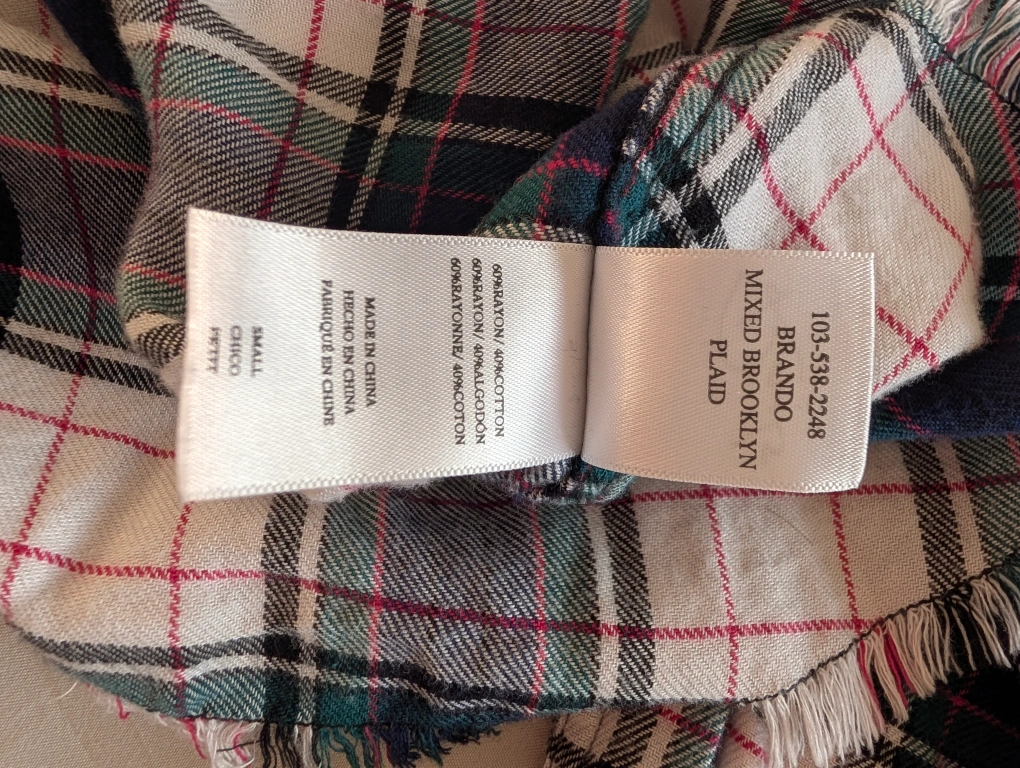 103-538-2248
BRANDO
MIXED BROOKLYN
PLAID
60%RAYON/ 40%COTTON
60%RAYON/ 40%ALGODÓN
60%RAYONNE/ 40%COTON
MADE IN CHINA
HECHO EN CHINA
FABRIQUÉ EN CHINE
SMALL
CHICO
PETIT